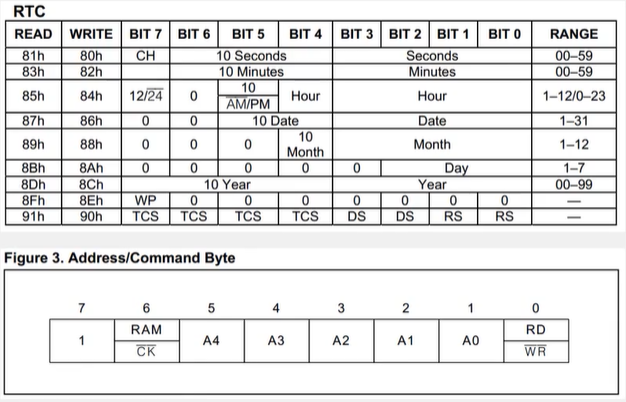 RTC
READ WRITE BIT 7 BIT 6 BIT 5 BIT 4 BIT 3 BIT 2 BIT 1 BIT 0 RANGE
81h 80h CH 10 Seconds Seconds 00–59
83h 82h 10 Minutes Minutes 00–59
85h 84h 12/24 0 10 Hour Hour 1–12/0–23
AM/PM
87h 86h 0 0 10 Date Date 1–31
89h 88h 0 0 0 10 Month 1–12
Month
8Bh 8Ah 0 0 0 0 0 Day 1–7
8Dh 8Ch 10 Year Year 00–99
8Fh 8Eh WP 0 0 0 0 0 0 0 —
91h 90h TCS TCS TCS TCS DS DS RS RS —
Figure 3. Address/Command Byte
7 6 5 4 3 2 1 0
1 RAM A4 A3 A2 A1 A0 RD
CK WR